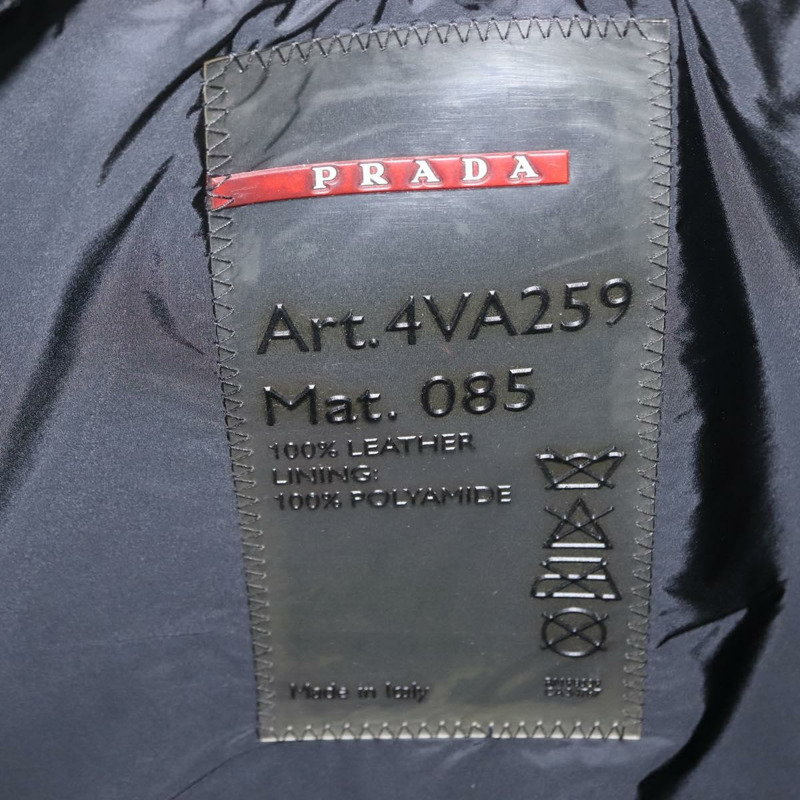 PRADA
Art. 4VA259
Mat. 085
100% LEATHER
LINING:
100% POLYAMIDE
Made in Italy